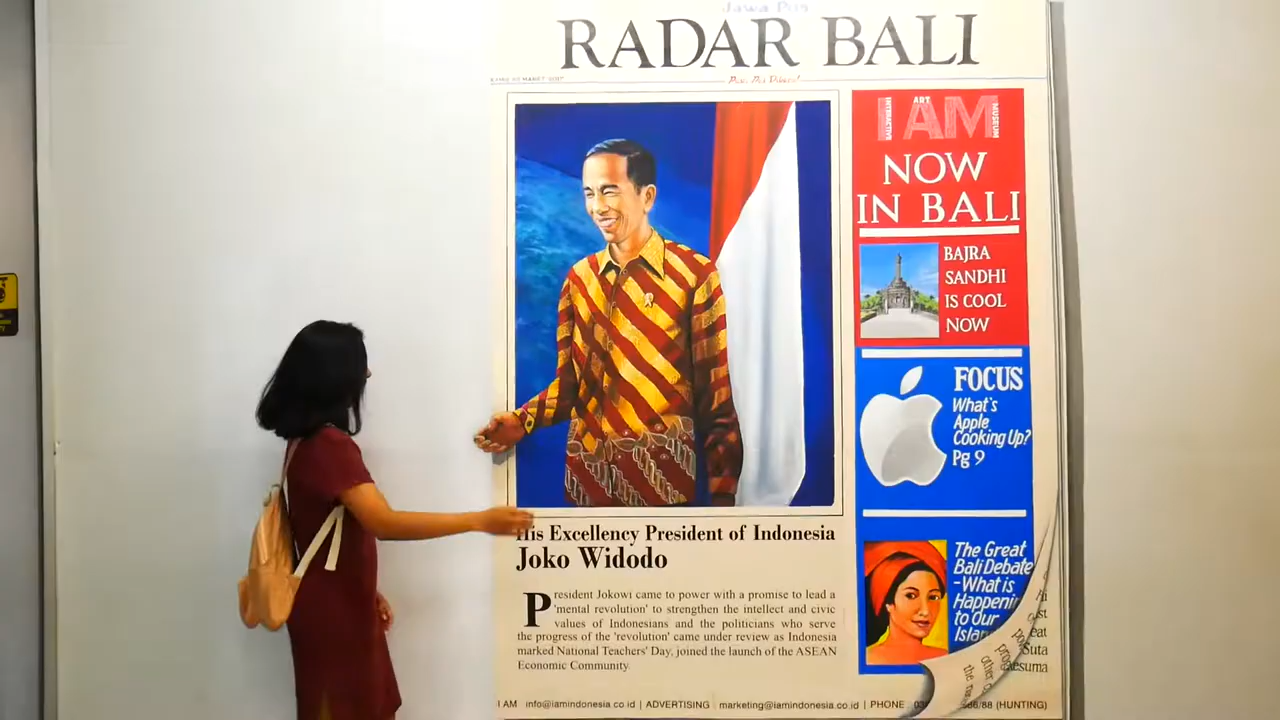 Jawa Pos
RADAR BALI
I AM
INTERACTIVE
ART
MUSEUM
NOW
IN BALI
BAJRA
SANDHI
IS COOL
NOW
FOCUS
What's
Apple
Cooking Up?
Pg 9
The Great
Bali Debate
- What is
to Our
His Excellency President of Indonesia
Joko Widodo
President Jokowi came to power with a promise to lead a
'mental revolution' to strengthen the intellect and civic
values of Indonesians and the politicians who serve
the progress of the 'revolution' came under review as Indonesia
marked National Teachers' Day, joined the launch of the ASEAN
Economic Community.
I AM info@iamindonesia.co.id | ADVERTISING marketing@iamindonesia.co.id | PHONE (HUNTING)